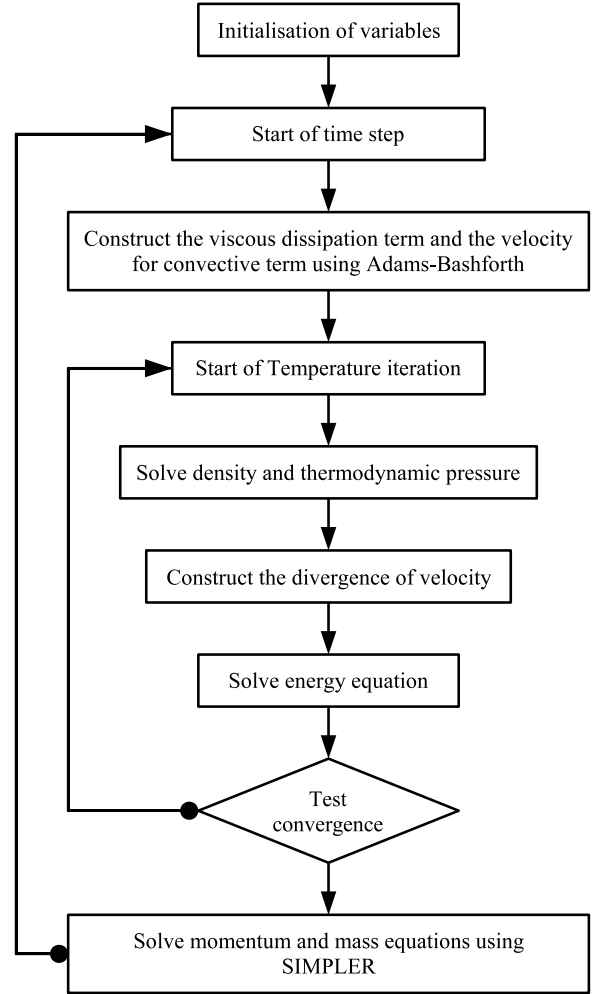 Initialisation of variables
Start of time step
Construct the viscous dissipation term and the velocity
for convective term using Adams-Bashforth
Start of Temperature iteration
Solve density and thermodynamic pressure
Construct the divergence of velocity
Solve energy equation
Test
convergence
Solve momentum and mass equations using
SIMPLER